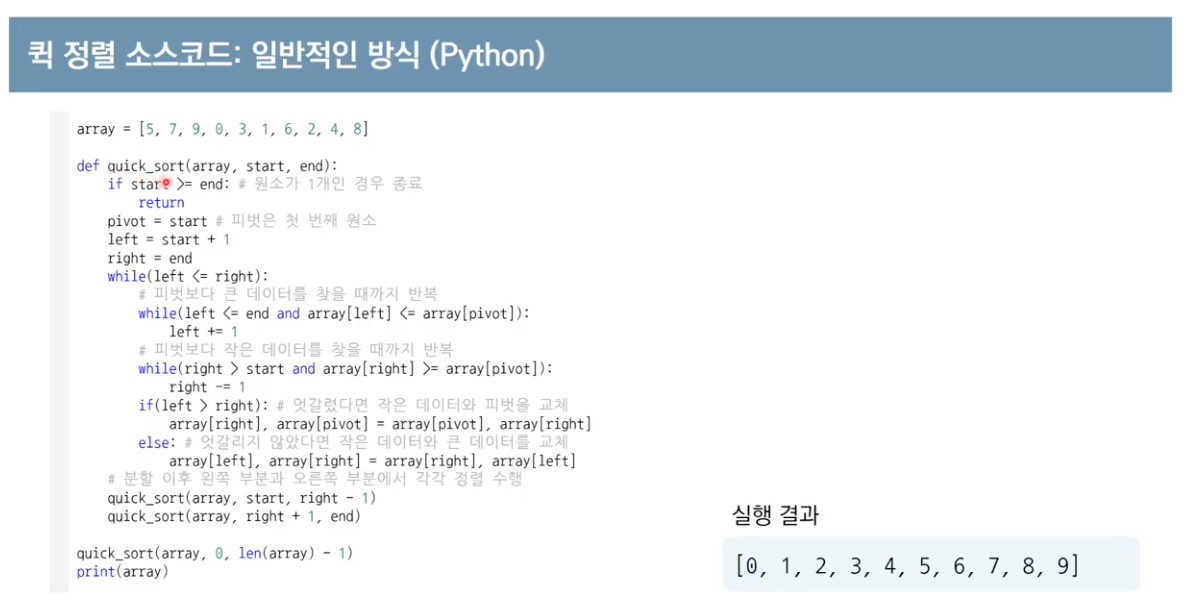 퀵 정렬 소스코드: 일반적인 방식 (Python)
array = [5, 7, 9, 0, 3, 1, 6, 2, 4, 8]
def quick_sort(array, start, end):
    if start >= end: # 원소가 1개인 경우 종료
        return
    pivot = start # 피벗은 첫 번째 원소
    left = start + 1
    right = end
    while(left <= right):
        # 피벗보다 큰 데이터를 찾을 때까지 반복
        while(left <= end and array[left] <= array[pivot]):
            left += 1
        # 피벗보다 작은 데이터를 찾을 때까지 반복
        while(right > start and array[right] >= array[pivot]):
            right -= 1
        if(left > right): # 엇갈렸다면 작은 데이터와 피벗을 교체
            array[right], array[pivot] = array[pivot], array[right]
        else: # 엇갈리지 않았다면 작은 데이터와 큰 데이터를 교체
            array[left], array[right] = array[right], array[left]
    # 분할 이후 왼쪽 부분과 오른쪽 부분에서 각각 정렬 수행
    quick_sort(array, start, right - 1)
    quick_sort(array, right + 1, end)
quick_sort(array, 0, len(array) - 1)
print(array)
실행 결과
[0, 1, 2, 3, 4, 5, 6, 7, 8, 9]